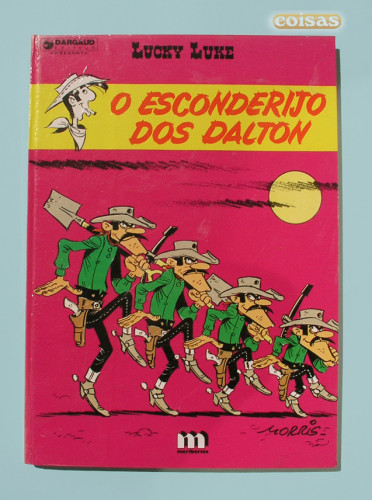 coisas
DARGAUD
LUCKY LUKE
O ESCONDERIJO
DOS DALTON
MORRIS
m
meribérica